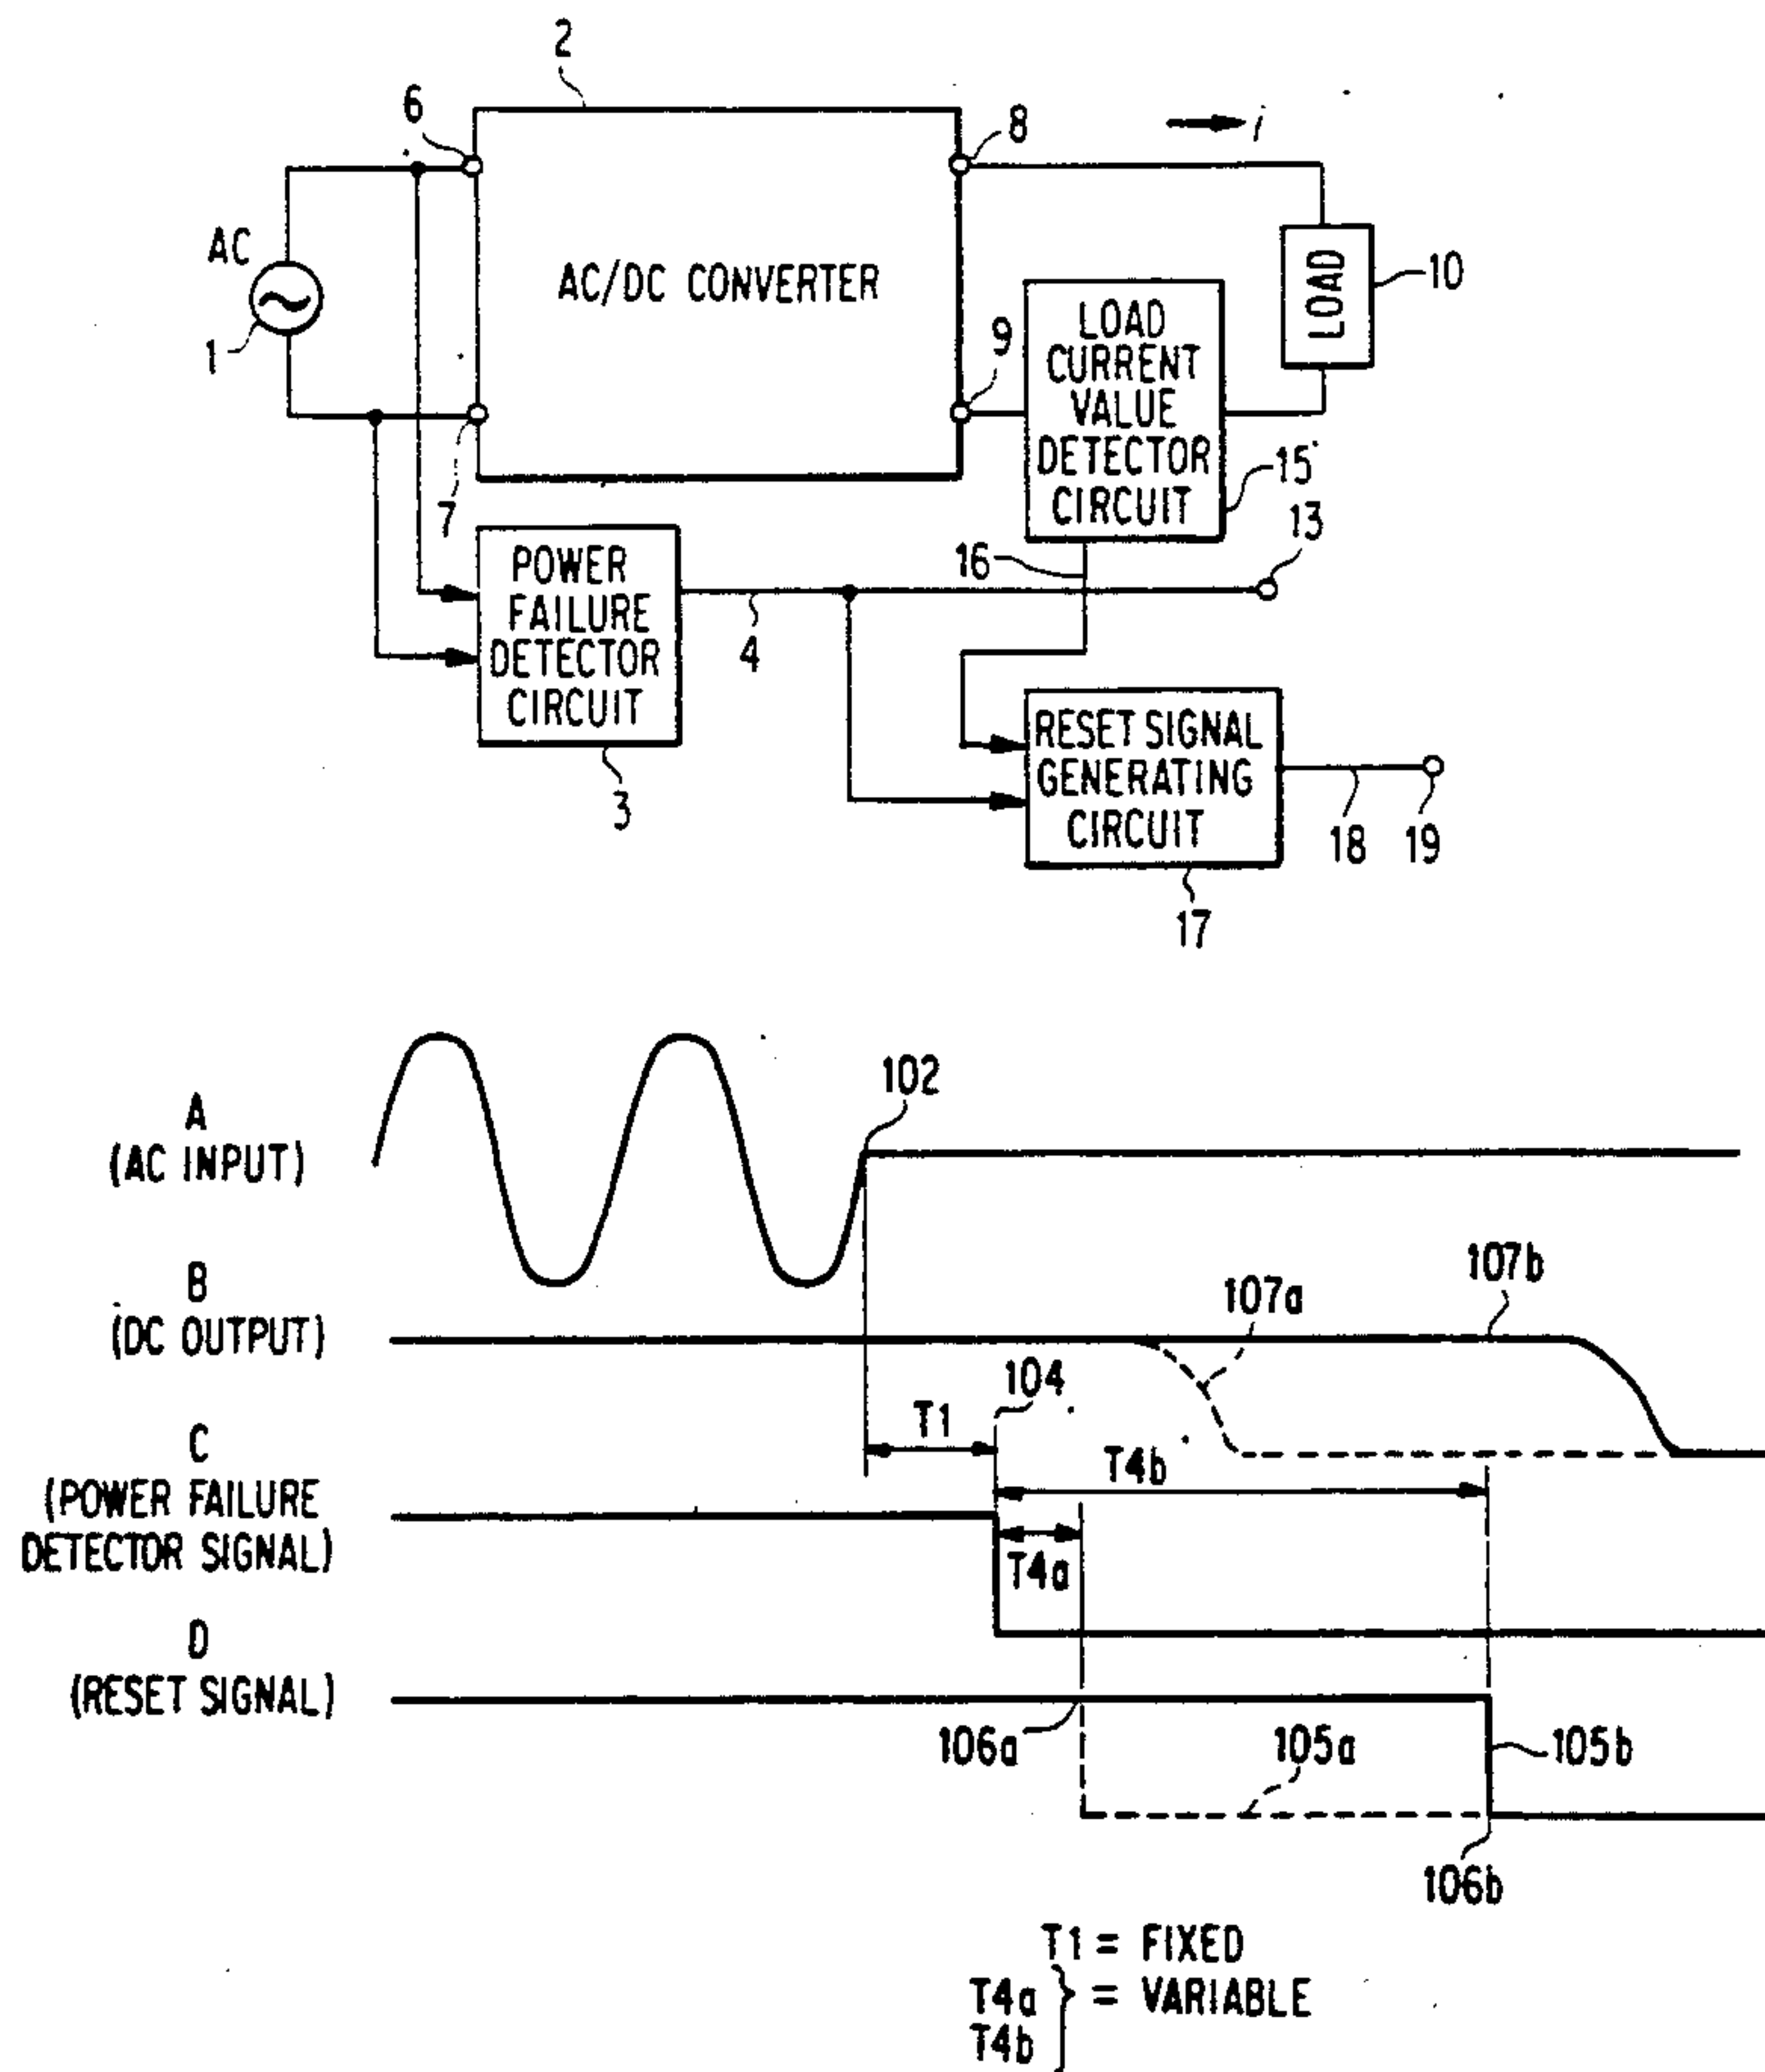 2
6
8
i
AC
AC/DC CONVERTER
LOAD
10
1
9
LOAD
CURRENT
VALUE
DETECTOR
CIRCUIT
15
7
13
16
POWER
FAILURE
DETECTOR
CIRCUIT
4
3
RESET SIGNAL
GENERATING
CIRCUIT
18
19
17
102
A
(AC INPUT)
B
(DC OUTPUT)
107a
107b
104
T1
C
(POWER FAILURE
DETECTOR SIGNAL)
T4b
T4a
D
(RESET SIGNAL)
106a
105a
105b
106b
T1 = FIXED
T4a
T4b } = VARIABLE